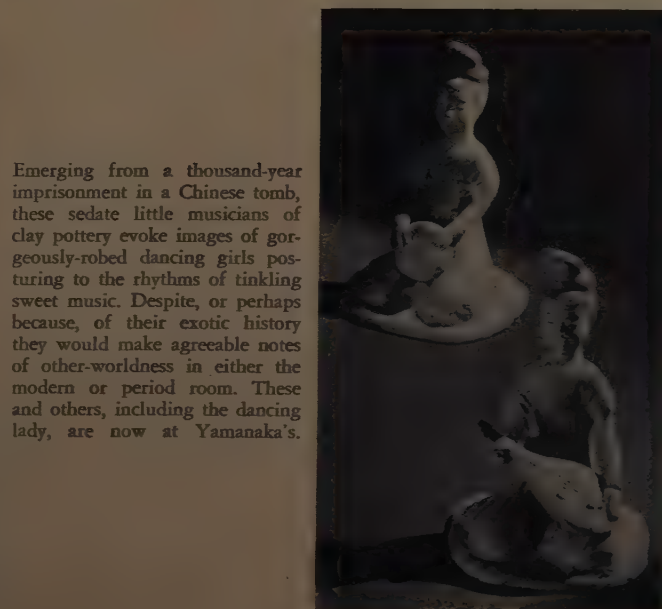 Emerging from a thousand-year
imprisonment in a Chinese tomb,
these sedate little musicians of
clay pottery evoke images of gor-
geously-robed dancing girls pos-
turing to the rhythms of tinkling
sweet music. Despite, or perhaps
because, of their exotic history
they would make agreeable notes
of other-worldness in either the
modern or period room. These
and others, including the dancing
lady, are now at Yamanaka's.